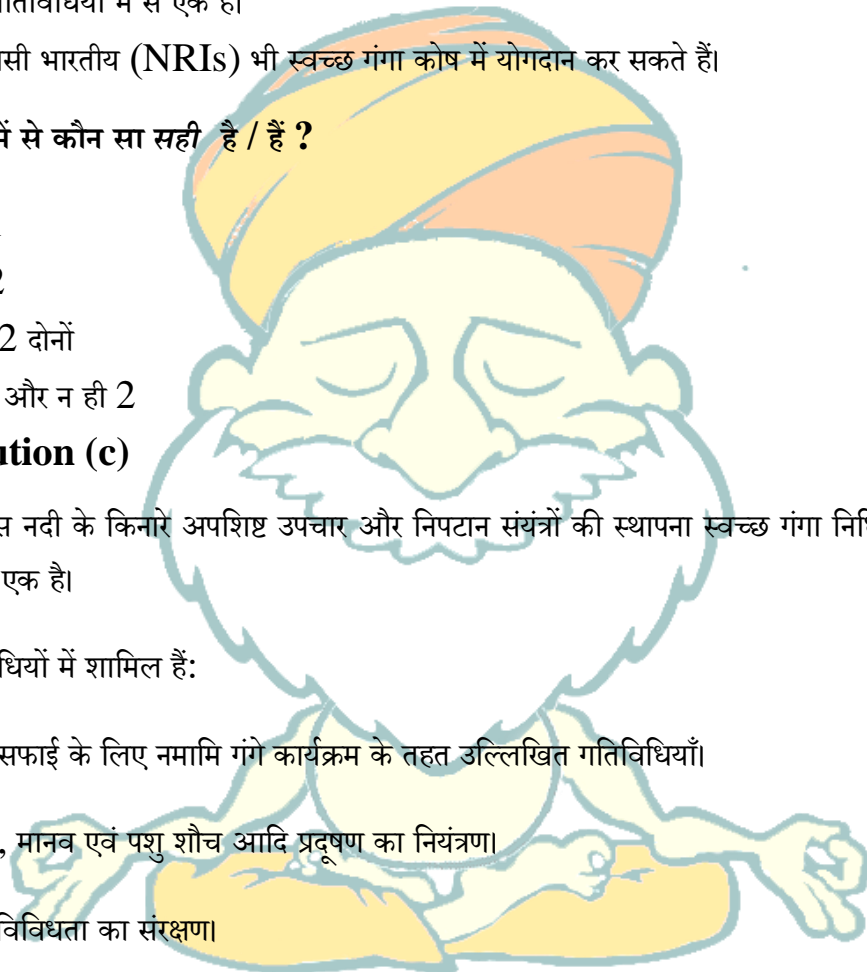 में से एक है।
सी भारतीय (NRIs) भी स्वच्छ गंगा कोष में योगदान कर सकते हैं।
में से कौन सा सही है / हैं ?
2
2 दोनों
और न ही 2
ution (c)
स नदी के किनारे अपशिष्ट उपचार और निपटान संयंत्रों की स्थापना स्वच्छ गंगा निधि
एक है।
धियों में शामिल हैं:
सफाई के लिए नमामि गंगे कार्यक्रम के तहत उल्लिखित गतिविधियाँ।
, मानव एवं पशु शौच आदि प्रदूषण का नियंत्रण।
विविधता का संरक्षण।